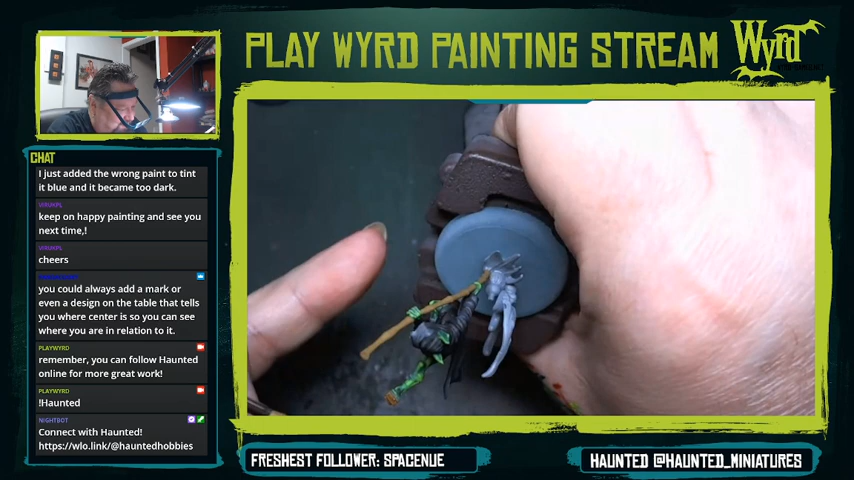 PLAY WYRD PAINTING STREAM
Wyrd
CHAT
I just added the wrong paint to tint
it blue and it became too dark.
VIRUMPL
keep on happy painting and see you
next time,!
VIRUMPL
cheers
you could always add a mark or
even a design on the table that tells
you where center is so you can see
where you are in relation to it.
PLAYWYRD
remember, you can follow Haunted
online for more great work!
PLAYWYRD
!Haunted
NIGHTBOT
Connect with Haunted!
https://wlo.link/@hauntedhobbies
FRESHEST FOLLOWER: SPACENUE
HAUNTED @HAUNTED_MINIATURES